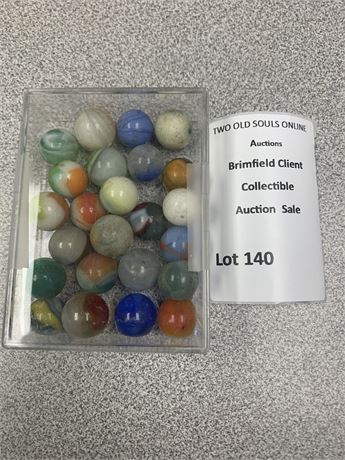 TWO OLD SOULS ONLINE
Auctions
Brimfield Client
Collectible
Auction Sale
Lot 140